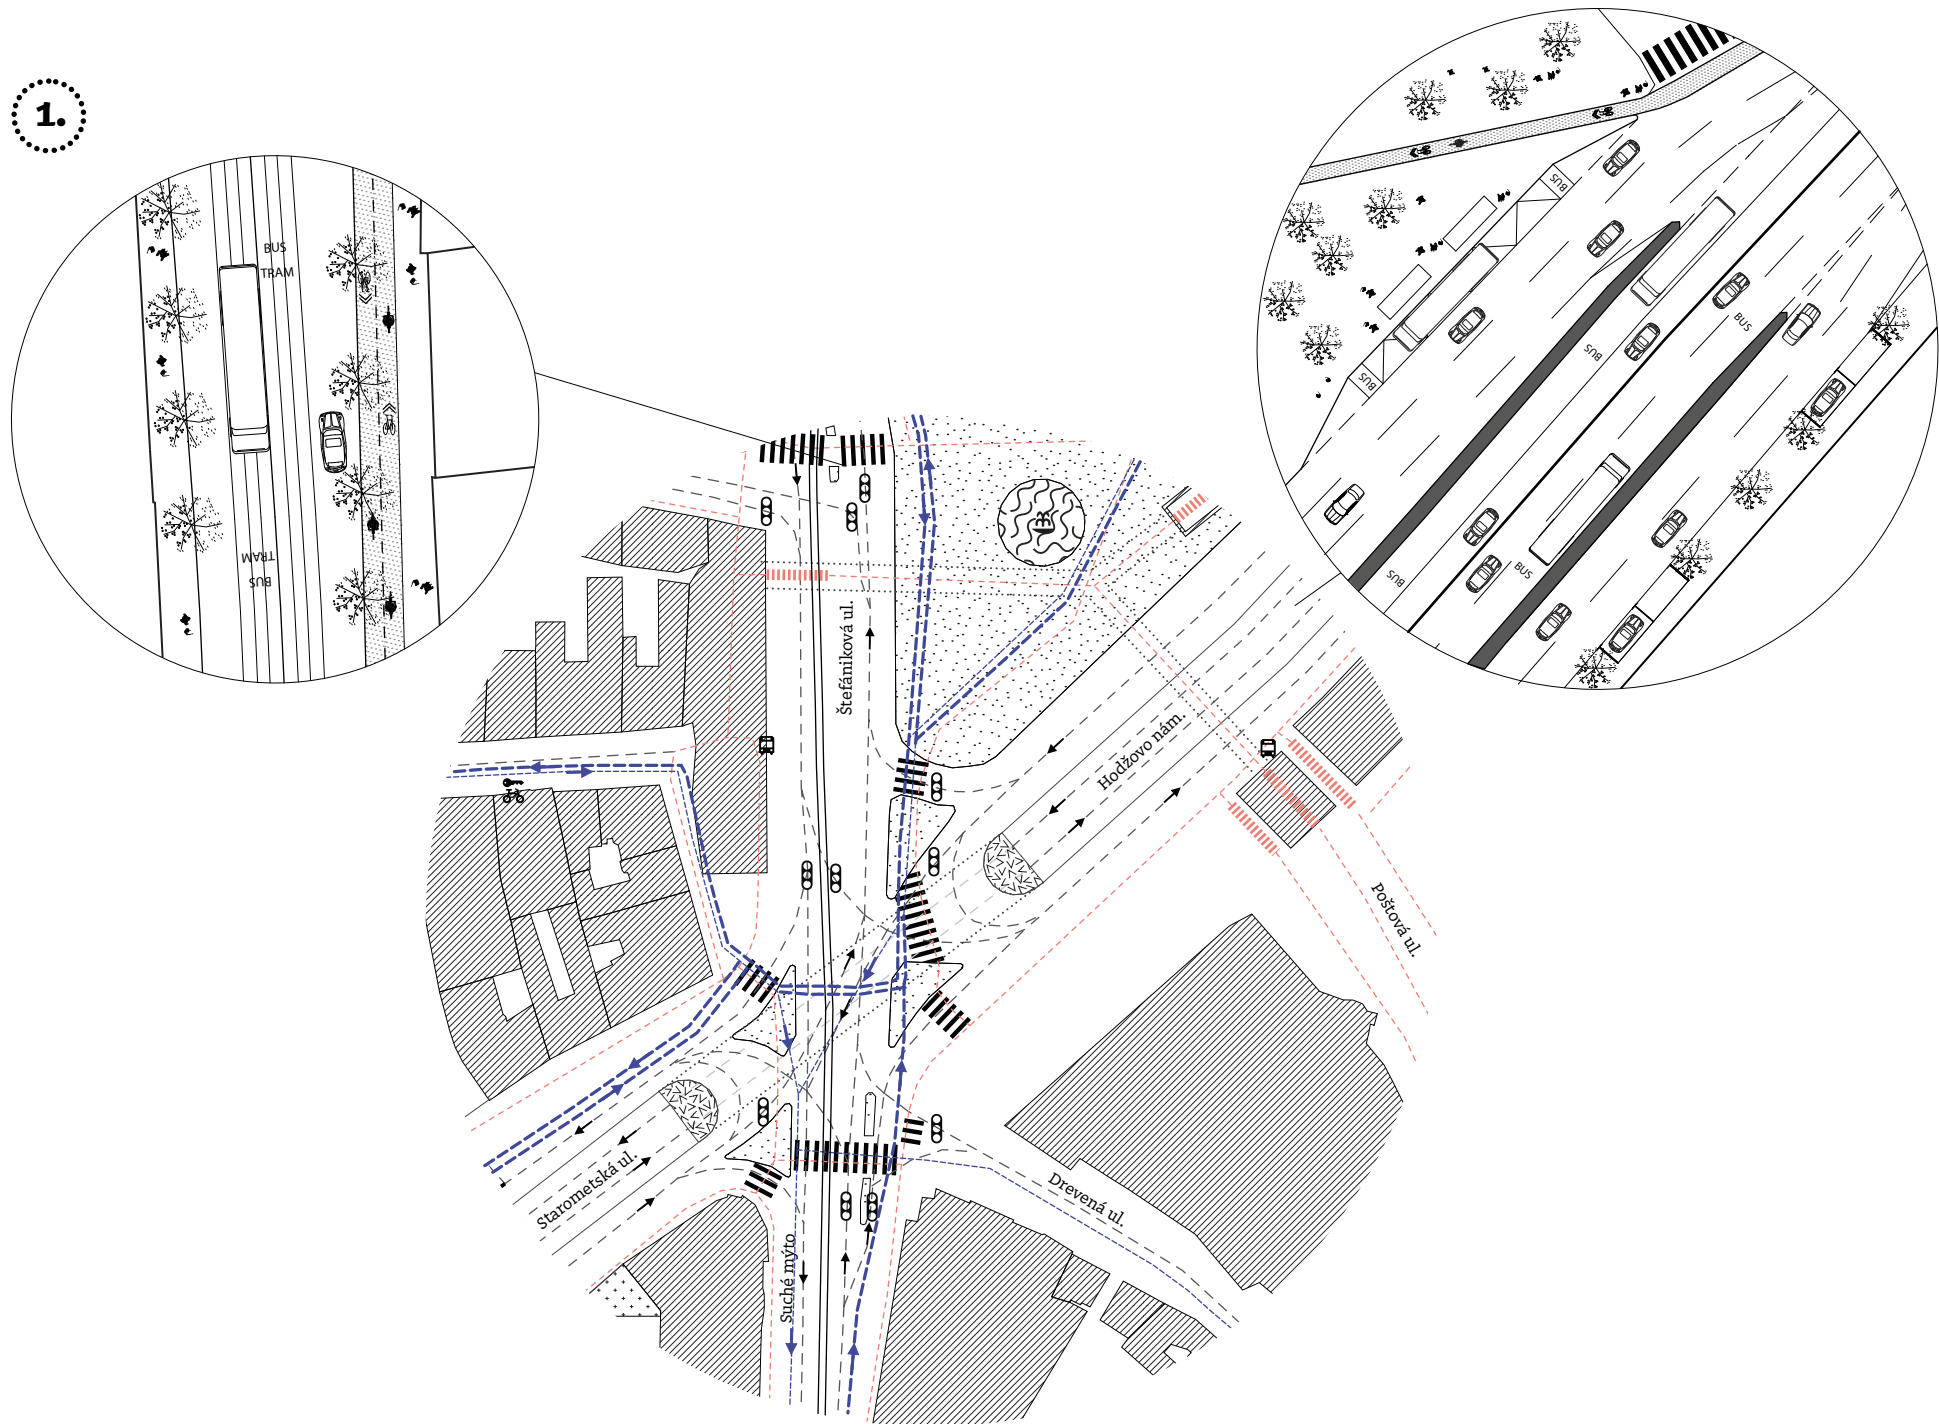 1.
BUS
TRAM
TRAM
BUS
BUS
BUS
BUS
BUS
BUS
BUS
Štefánikova ul.
Hodžovo nám.
Poštová ul.
Starometská ul.
Drevená ul.
Suché mýto